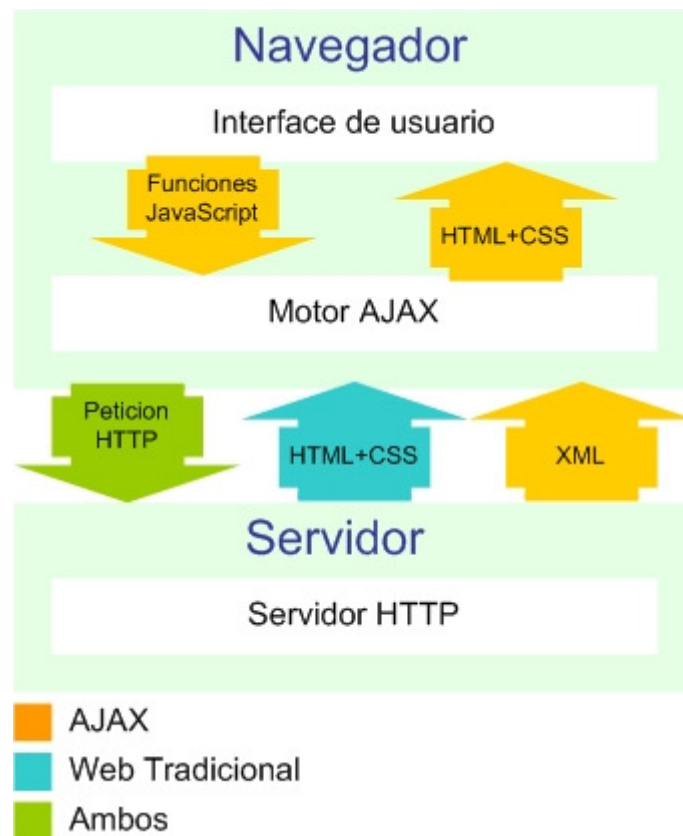 Navegador
Interface de usuario
Funciones
JavaScript
HTML+CSS
Motor AJAX
Peticion
HTTP
HTML+CSS
XML
Servidor
Servidor HTTP
AJAX
Web Tradicional
Ambos